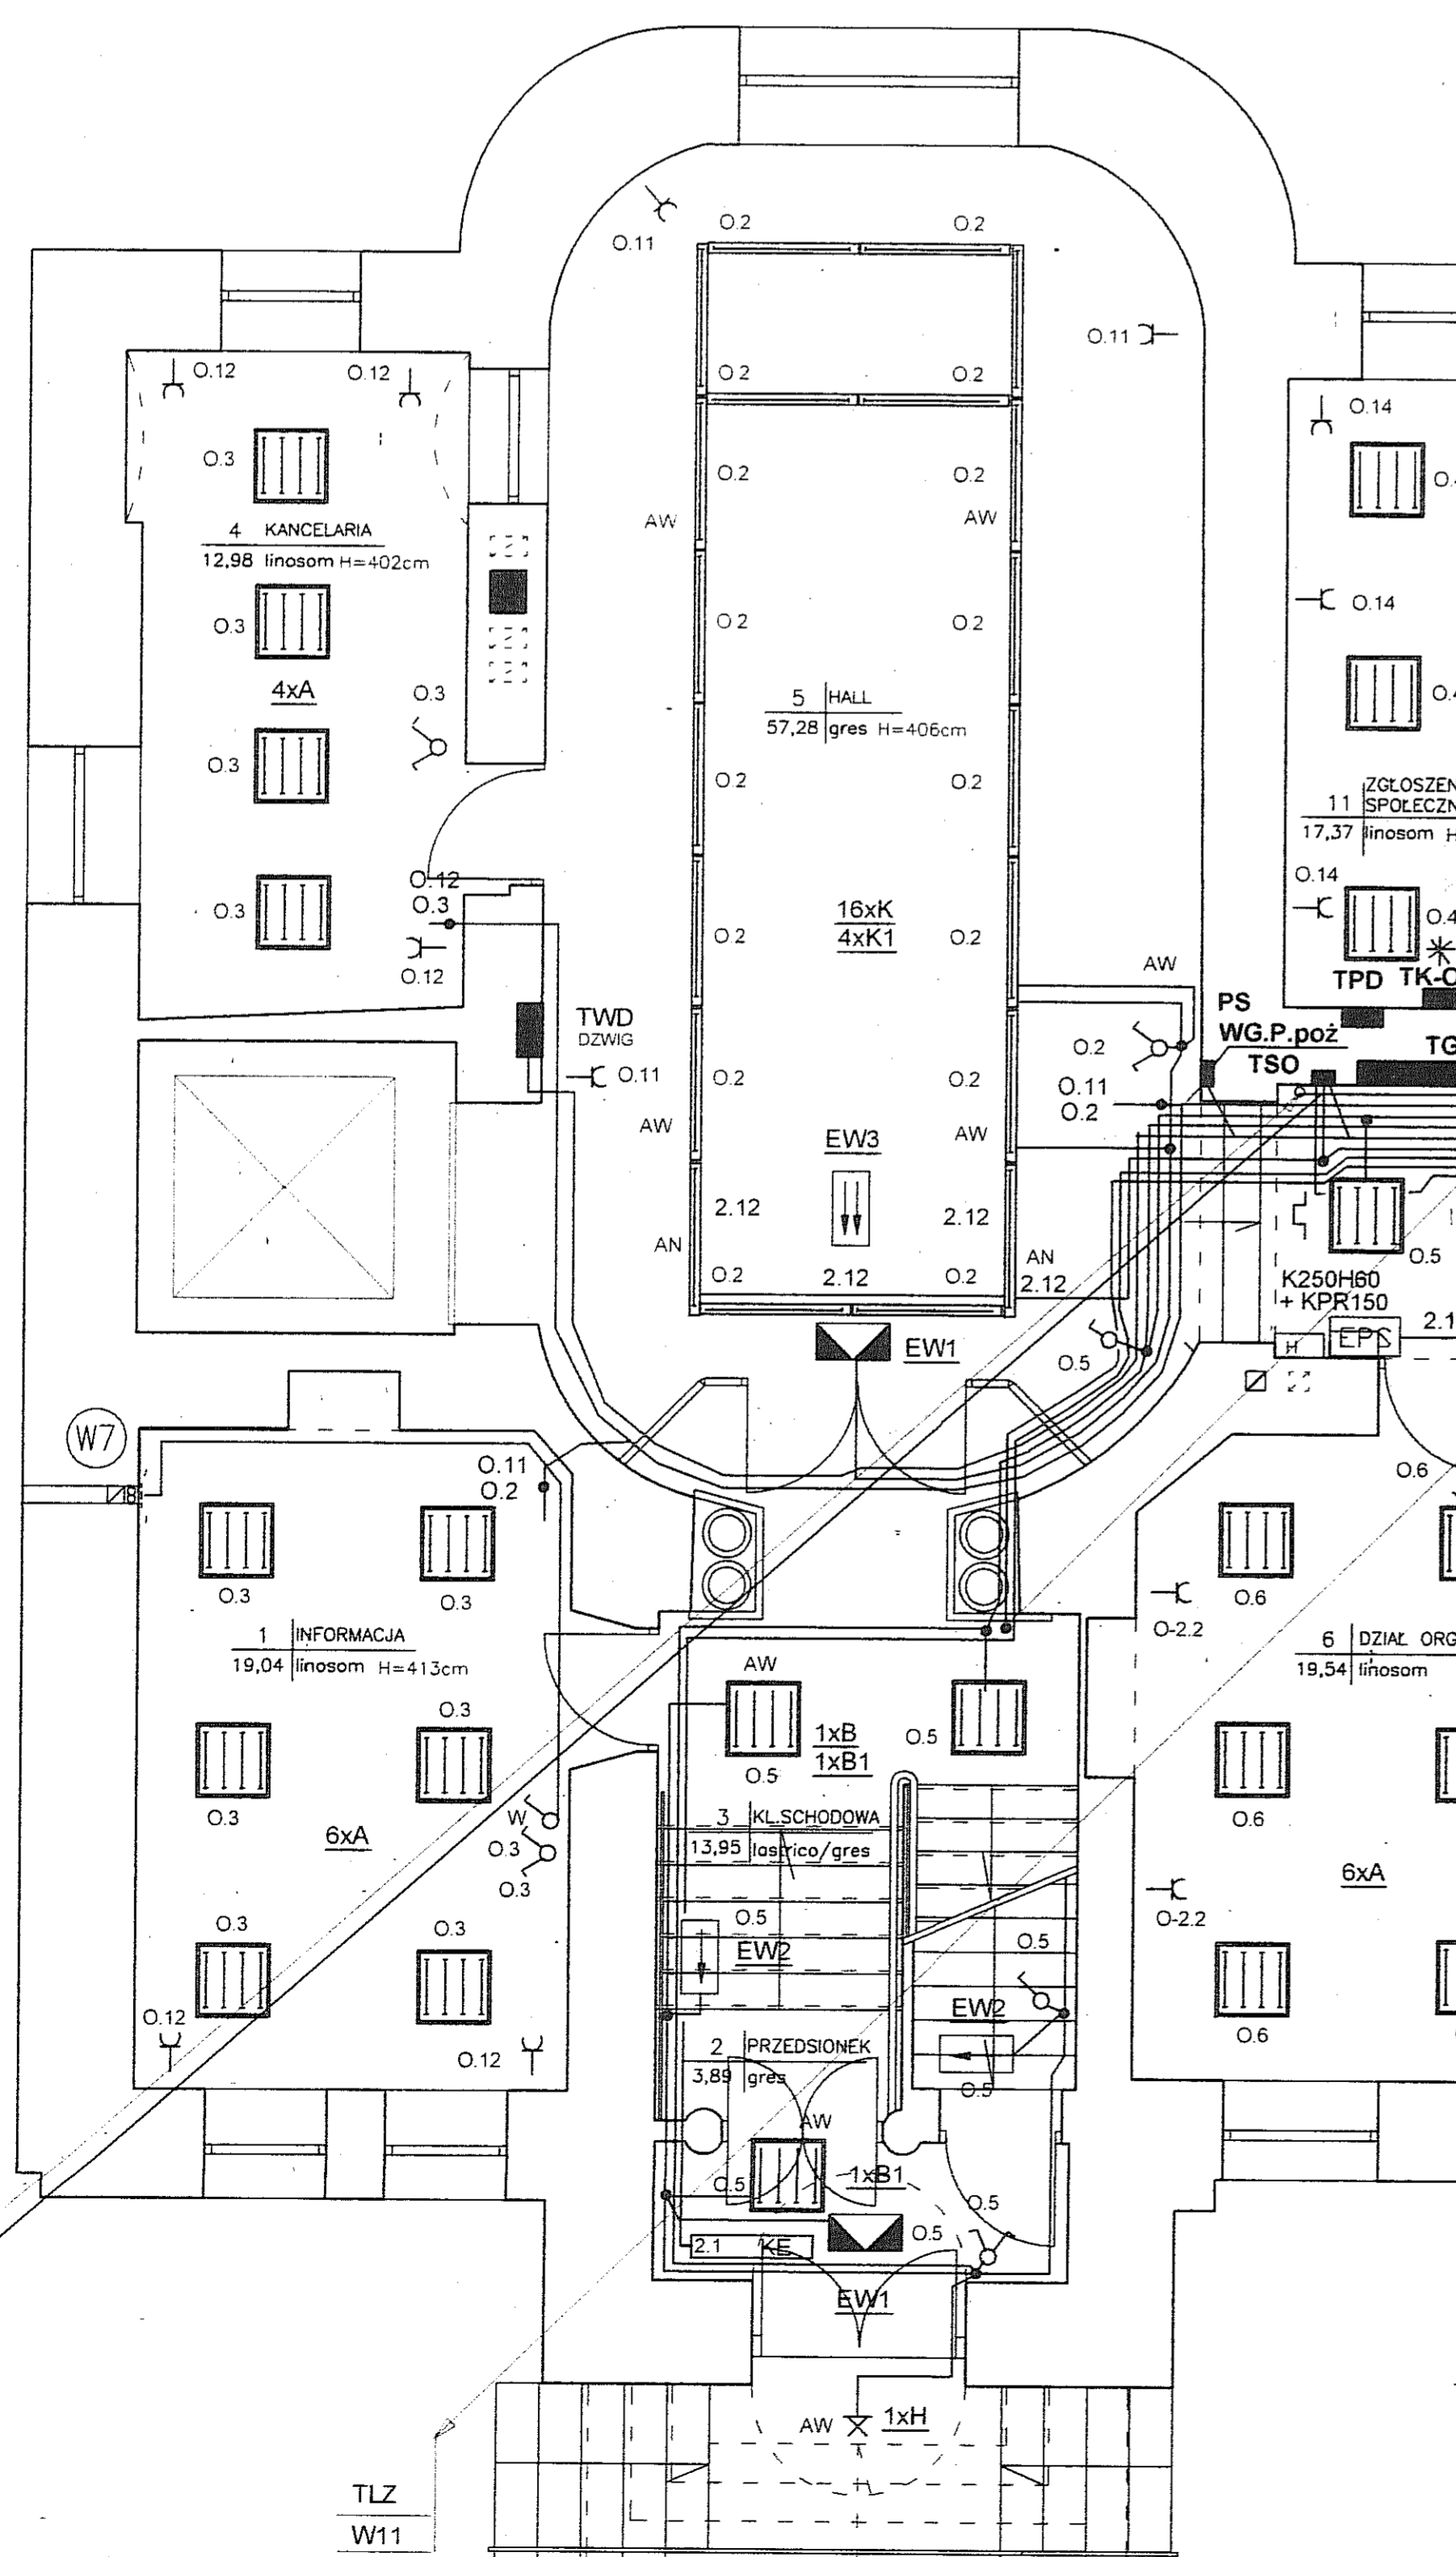 O.2 O.2
O.11
O.11
O.12 O.12
O.2 O.2
O.14
O.3
O.2 O.2
AW AW
4 KANCELARIA
12,98 linosom H=402cm
O.14
O.3
O.2 O.2
4xA
O.3
5 HALL
57,28 gres H=406cm
O.3
O.2 O.2
11
17,37 linosom H
O.14
O.12
O.3
O.3
16xK
4xK1
O.2 O.2
O.4
O.12
AW
TPD
PS
TWD
DZWIG
WG.P.poż
TSO
O.2
O.11
O.2 O.2
O.11
O.2
AW AW
EW3
2.12 2.12
AN AN
O.2 2.12 O.2
2.12
O.5
K250H60
+ KPR150
EPS
H
EW1
O.5
W7
O.11
O.2
O.6
O.3 O.3
O.6
O-2.2
1 INFORMACJA
19,04 linosom H=413cm
6 DZIAŁ ORG
19,54 linosom
AW
O.3
1xB
1xB1
O.5
O.5
O.3
3 KL.SCHODOWA
13,95 lastrico/gres
W
O.3
O.3
6xA
O.6
6xA
O.3 O.3
O.5
EW2
O-2.2
O.5
EW2
O.12
O.12
2 PRZEDSIONEK
3,89 gres
O.5
O.6
AW
O.5
1xB1
O.5
O.5
2.1 KE
EW1
AW 1xH
TLZ
W11